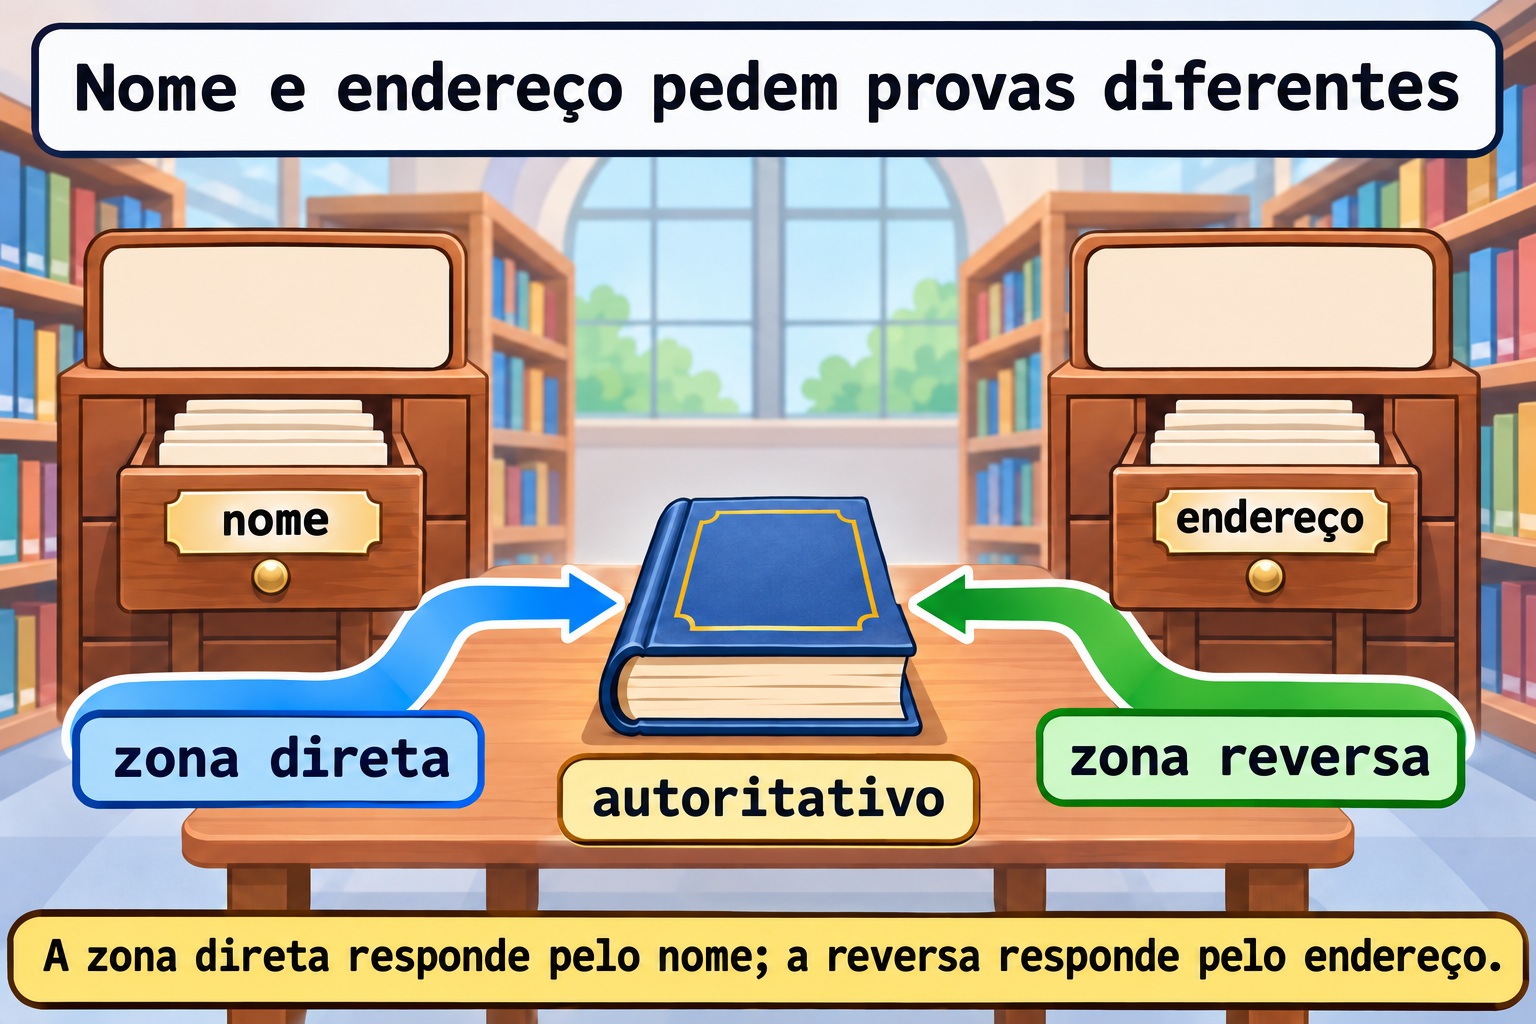 Nome e endereço pedem provas diferentes
nome
endereço
zona direta
autoritativo
zona reversa
A zona direta responde pelo nome; a reversa responde pelo endereço.